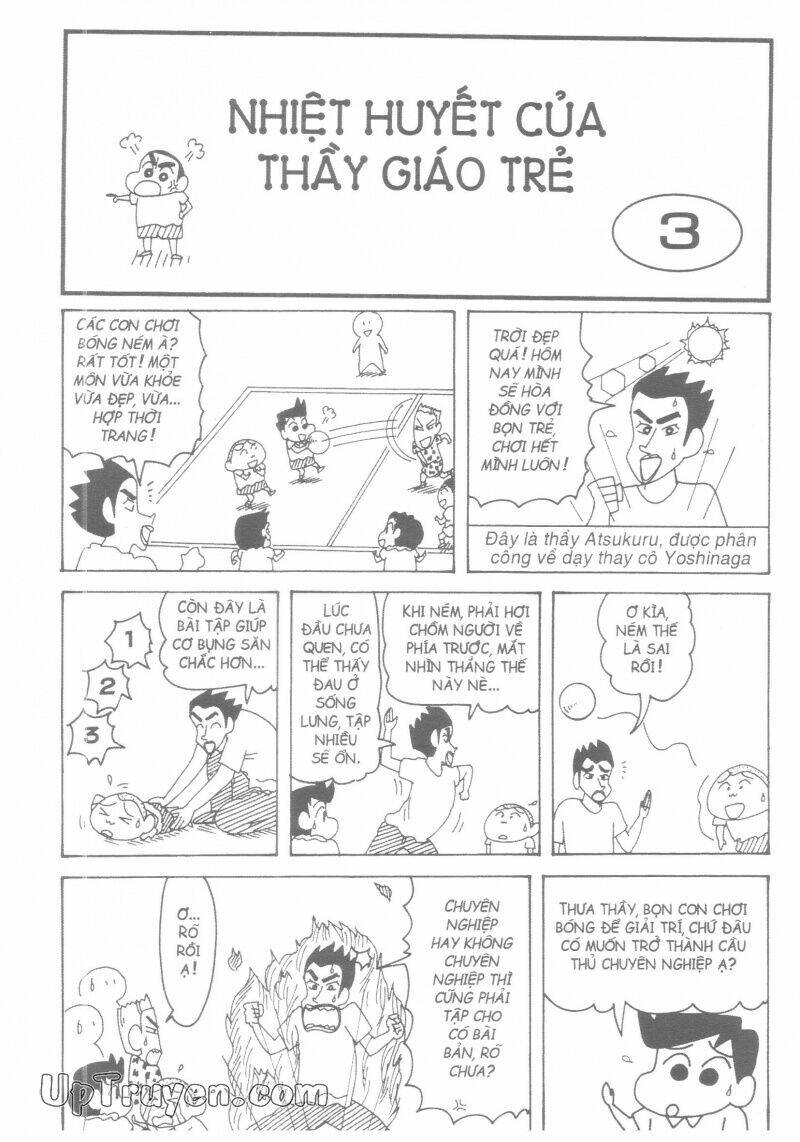 NHIỆT HUYẾT CỦA
THẦY GIÁO TRẺ
3
TRỜI ĐẸP
QUÁ! HÔM
NAY MÌNH
SẼ HÒA
ĐỒNG VỚI
BỌN TRẺ,
CHƠI HẾT
MÌNH LUÔN!
Đây là thầy Atsukuru, được phân
công về dạy thay cô Yoshinaga
CÁC CON CHƠI
BÓNG NÉM À?
RẤT TỐT! MỘT
MÔN VỪA KHỎE
VỪA ĐẸP, VỪA...
HỢP THỜI
TRANG!
Ơ KÌA,
NÉM THẾ
LÀ SAI
RỒI!
KHI NÉM, PHẢI HƠI
CHỒM NGƯỜI VỀ
PHÍA TRƯỚC, MẮT
NHÌN THẲNG THẾ
NÀY NÈ...
LÚC
ĐẦU CHƯA
QUEN, CÓ
THỂ THẤY
ĐAU Ở
SỐNG
LƯNG, TẬP
NHIỀU
SẼ ỔN.
CÒN ĐÂY LÀ
BÀI TẬP GIÚP
CƠ BỤNG SĂN
CHẮC HƠN...
1
2
3
THƯA THẦY, BỌN CON CHƠI
BÓNG ĐỂ GIẢI TRÍ, CHỨ ĐÂU
CÓ MUỐN TRỞ THÀNH CẦU
THỦ CHUYÊN NGHIỆP Ạ?
CHUYÊN
NGHIỆP
HAY KHÔNG
CHUYÊN
NGHIỆP THÌ
CŨNG PHẢI
TẬP CHO
CÓ BÀI
BẢN, RÕ
CHƯA?
Ơ...
RÕ
RỒI
Ạ!
UpTruyen.com